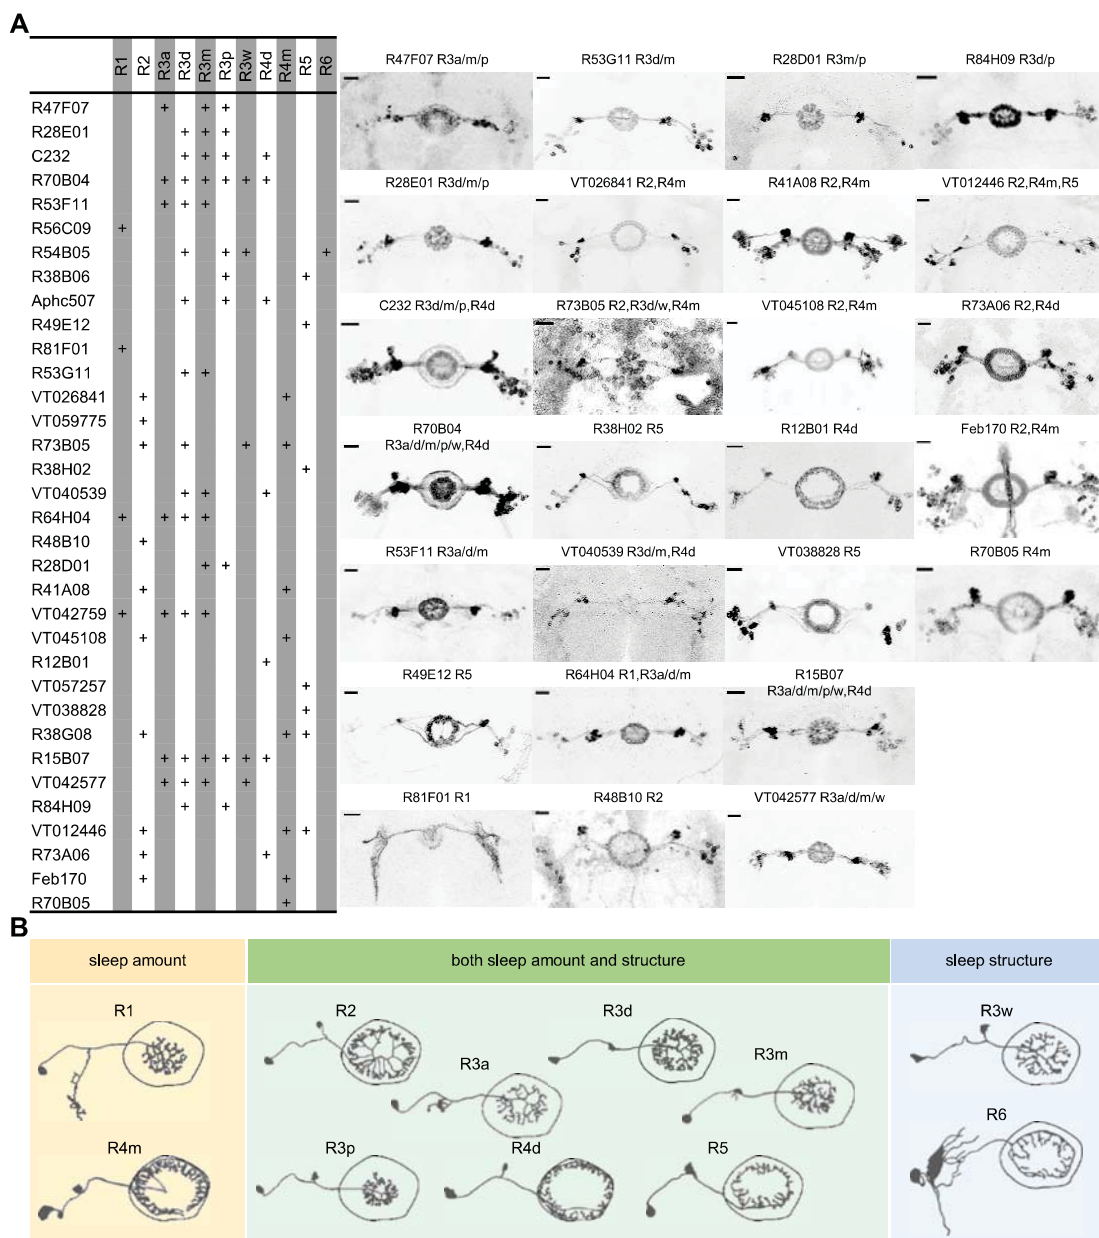 A
R1 R2 R3a R3d R3m R3p R3w R4d R4m R5 R6
R47F07 + + +
R28E01 + + +
C232 + + + +
R70B04 + + + + + +
R53F11 + + +
R56C09 +
R54B05 + + + +
R38B06 + +
Aphc507 + + +
R49E12 +
R81F01 +
R53G11 + +
VT026841 + +
VT059775 +
R73B05 + + + +
R38H02 +
VT040539 + + +
R64H04 + + + +
R48B10 +
R28D01 + +
R41A08 + +
VT042759 + + + +
VT045108 + +
R12B01 +
VT057257 +
VT038828 +
R38G08 + + +
R15B07 + + + + + +
VT042577 + + + +
R84H09 + +
VT012446 + + +
R73A06 + +
Feb170 + +
R70B05 +
R47F07 R3a/m/p R53G11 R3d/m R28D01 R3m/p R84H09 R3d/p
R28E01 R3d/m/p VT026841 R2,R4m R41A08 R2,R4m VT012446 R2,R4m,R5
C232 R3d/m/p,R4d R73B05 R2,R3d/w,R4m VT045108 R2,R4m R73A06 R2,R4d
R70B04
R3a/d/m/p/w,R4d
R38H02 R5 R12B01 R4d Feb170 R2,R4m
R53F11 R3a/d/m VT040539 R3d/m,R4d VT038828 R5 R70B05 R4m
R49E12 R5 R64H04 R1,R3a/d/m R15B07
R3a/d/m/p/w,R4d
R81F01 R1 R48B10 R2 VT042577 R3a/d/m/w
B
sleep amount both sleep amount and structure sleep structure
R1 R2 R3d R3w
R3a R3m
R6
R4m R3p R4d R5